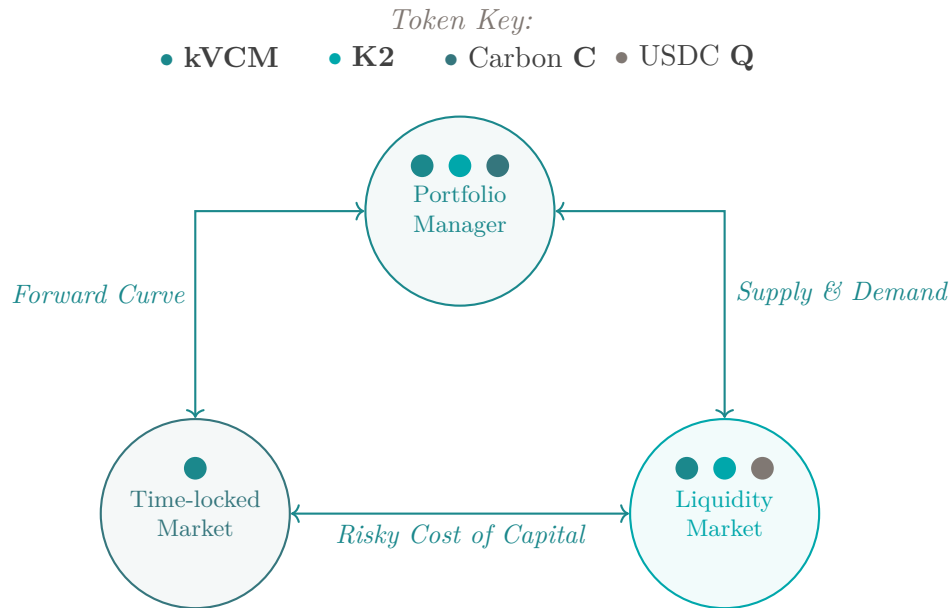 Token Key:
kVCM K2 Carbon C USDC Q
Portfolio
Manager
Forward Curve
Supply & Demand
Time-locked
Market
Liquidity
Market
Risky Cost of Capital